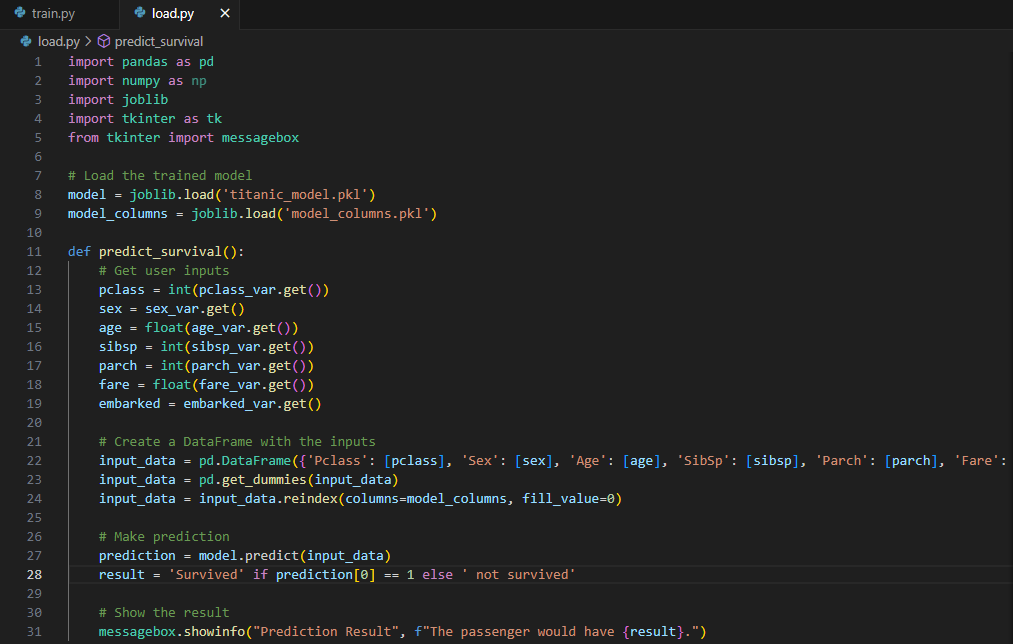 train.py load.py ×
load.py > predict_survival
1 import pandas as pd
2 import numpy as np
3 import joblib
4 import tkinter as tk
5 from tkinter import messagebox
6
7 # Load the trained model
8 model = joblib.load('titanic_model.pkl')
9 model_columns = joblib.load('model_columns.pkl')
10
11 def predict_survival():
12     # Get user inputs
13     pclass = int(pclass_var.get())
14     sex = sex_var.get()
15     age = float(age_var.get())
16     sibsp = int(sibsp_var.get())
17     parch = int(parch_var.get())
18     fare = float(fare_var.get())
19     embarked = embarked_var.get()
20
21     # Create a DataFrame with the inputs
22     input_data = pd.DataFrame({'Pclass': [pclass], 'Sex': [sex], 'Age': [age], 'SibSp': [sibsp], 'Parch': [parch], 'Fare':
23     input_data = pd.get_dummies(input_data)
24     input_data = input_data.reindex(columns=model_columns, fill_value=0)
25
26     # Make prediction
27     prediction = model.predict(input_data)
28     result = 'Survived' if prediction[0] == 1 else ' not survived'
29
30     # Show the result
31     messagebox.showinfo("Prediction Result", f"The passenger would have {result}.")